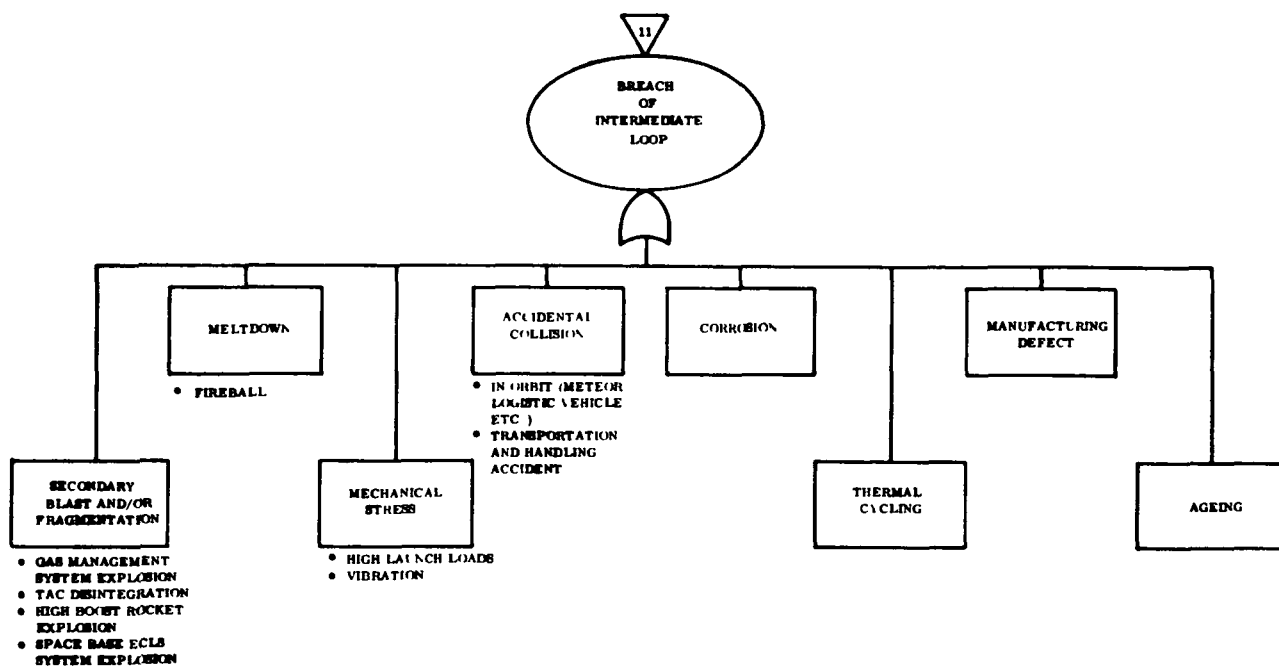 11
BREACH
OF
INTERMEDIATE
LOOP
MELTDOWN
• FIREBALL
ACCIDENTAL
COLLISION
• IN ORBIT (METEOR
LOGISTIC VEHICLE
ETC )
• TRANSPORTATION
AND HANDLING
ACCIDENT
CORROSION
MANUFACTURING
DEFECT
SECONDARY
BLAST AND/OR
FRAGMENTATION
• GAS MANAGEMENT
SYSTEM EXPLOSION
• TAC DISINTEGRATION
• HIGH BOOST ROCKET
EXPLOSION
• SPACE BASE ECLS
SYSTEM EXPLOSION
MECHANICAL
STRESS
• HIGH LAUNCH LOADS
• VIBRATION
THERMAL
CYCLING
AGEING